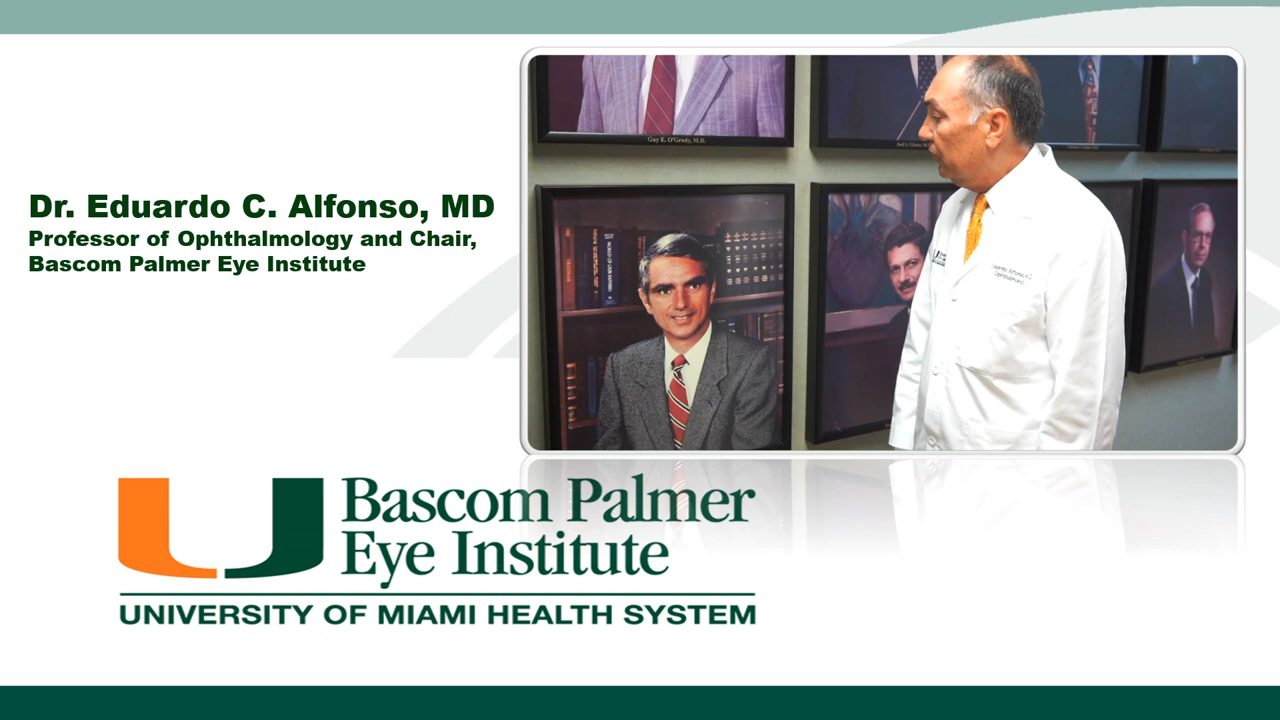 Dr. Eduardo C. Alfonso, MD
Professor of Ophthalmology and Chair,
Bascom Palmer Eye Institute
Guy E. O'Grady, M.D.
Bascom Palmer
Eye Institute
UNIVERSITY OF MIAMI HEALTH SYSTEM